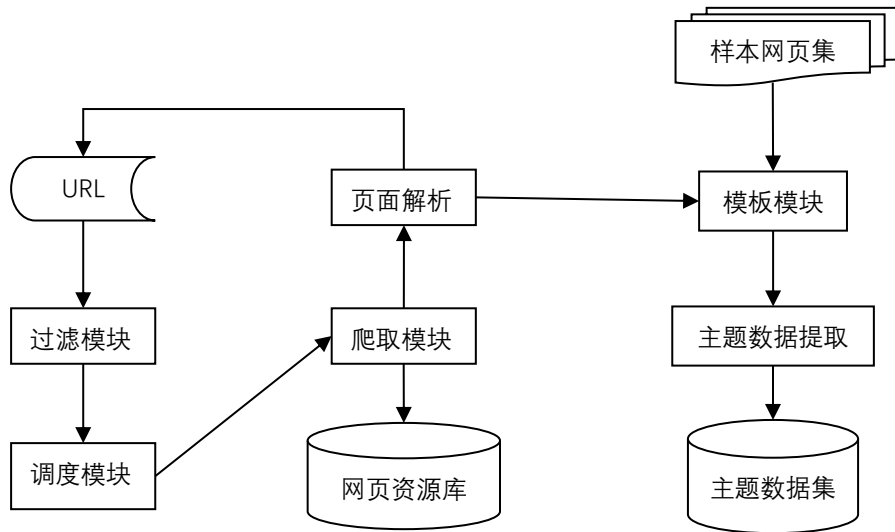 样本网页集
URL
页面解析
模板模块
过滤模块
爬取模块
主题数据提取
调度模块
网页资源库
主题数据集